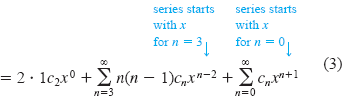 series starts series starts
with x with x
for n = 3↓ for n = 0↓
= 2 · 1c₂x⁰ + ∞∑n=3 n(n − 1)cₙxⁿ⁻² + ∞∑n=0 cₙxⁿ⁺¹ (3)